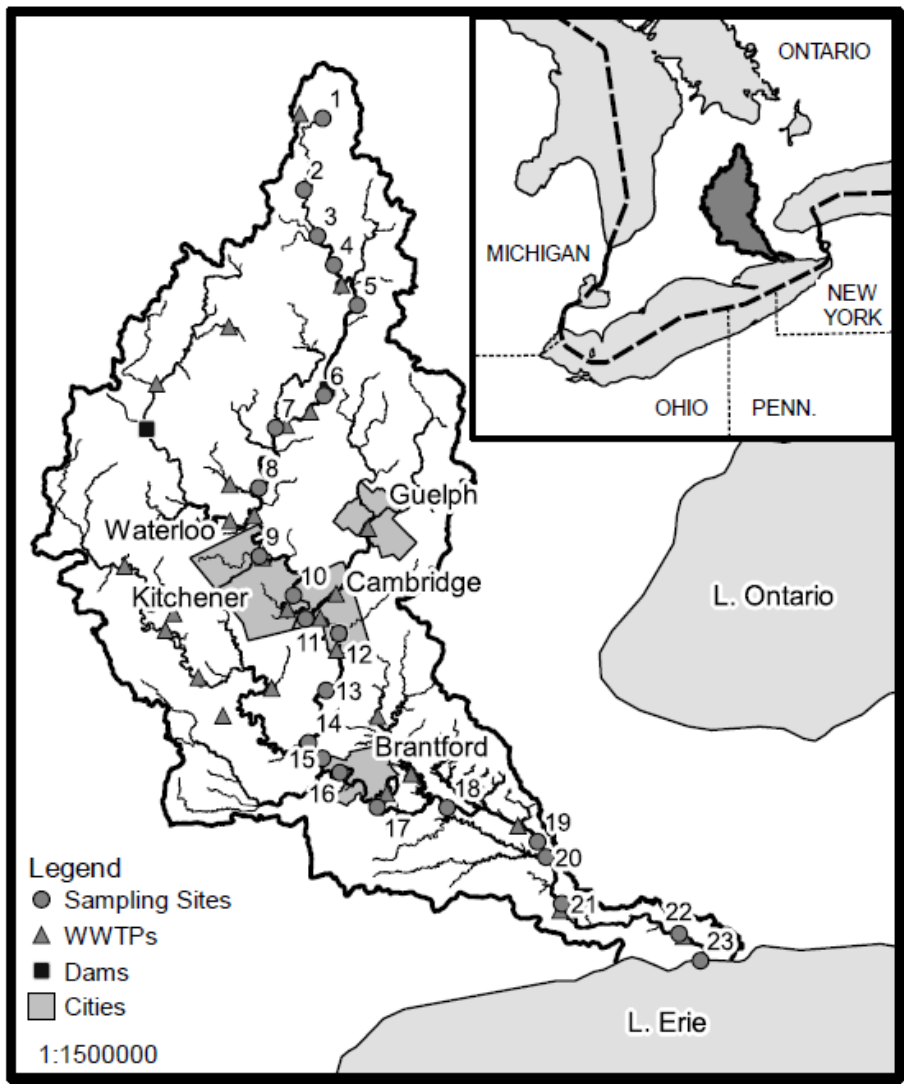 ONTARIO
MICHIGAN
NEW
YORK
OHIO
PENN.
1
2
3
4
5
6
7
8
Guelph
Waterloo
9
10
Cambridge
Kitchener
11
12
L. Ontario
13
14
Brantford
15
16
17
18
19
20
21
22
23
Legend
Sampling Sites
WWTPs
Dams
Cities
L. Erie
1:1500000